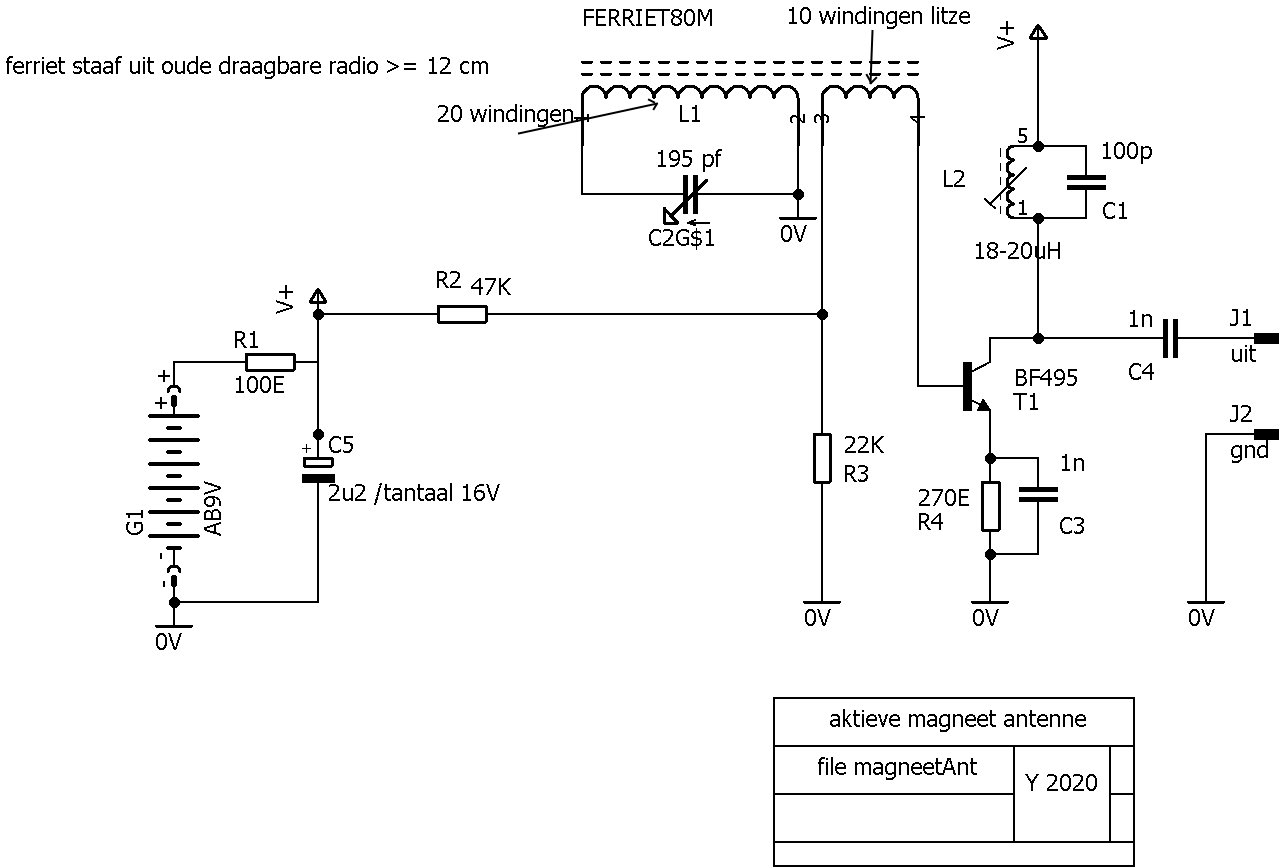 FERRIET80M
10 windingen litze
V+
ferriet staaf uit oude draagbare radio >= 12 cm
20 windingen
L1
1
2
3
4
195 pf
C2G$1
0V
5
100p
L2
1
C1
18-20uH
V+
R2 47K
R1
100E
1n
C4
J1
uit
BF495
T1
+
+
+
C5
2u2 /tantaal 16V
G1
AB9V
-
-
0V
22K
R3
0V
270E
R4
1n
C3
0V
J2
gnd
0V
aktieve magneet antenne
file magneetAnt
Y 2020